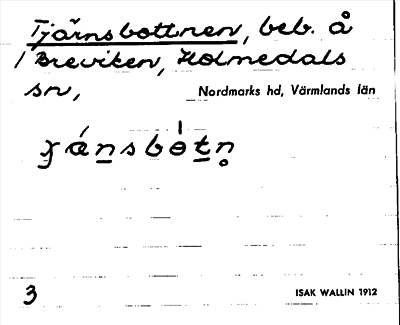 Tjärnsbottnen, beb. å
/ Breviken, Holmedals
sn,
Nordmarks hd, Värmlands län
3
ISAK WALLIN 1912